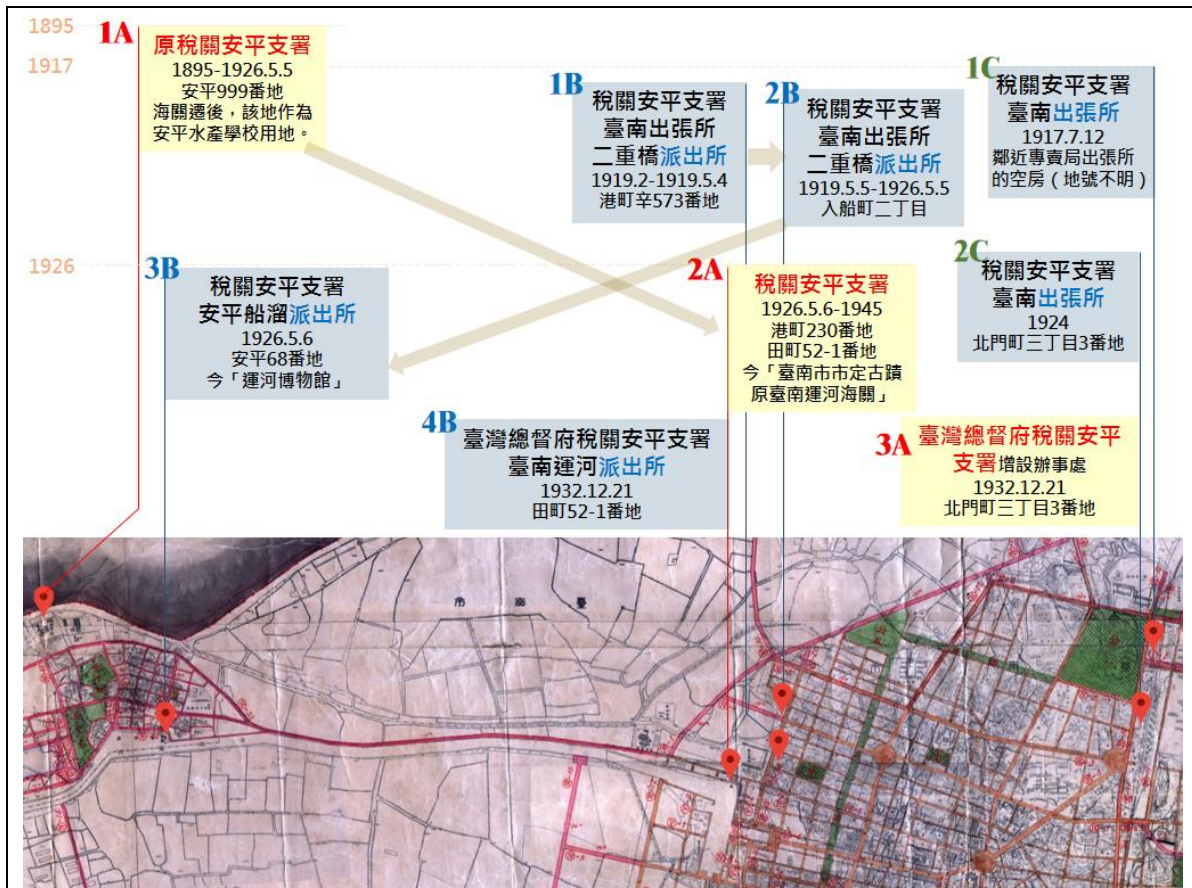 1895
1917
1926
1A
原稅關安平支署
1895-1926.5.5
安平999番地
海關遷後，該地作為
安平水產學校用地。
1B
稅關安平支署
臺南出張所
二重橋派出所
1919.2-1919.5.4
港町辛573番地
2B
稅關安平支署
臺南出張所
二重橋派出所
1919.5.5-1926.5.5
入船町二丁目
1C
稅關安平支署
臺南出張所
1917.7.12
鄰近專賣局出張所
的空房（地號不明）
3B
稅關安平支署
安平船溜派出所
1926.5.6
安平68番地
今「運河博物館」
2A
稅關安平支署
1926.5.6-1945
港町230番地
田町52-1番地
今「臺南市市定古蹟
原臺南運河海關」
2C
稅關安平支署
臺南出張所
1924
北門町三丁目3番地
4B
臺灣總督府稅關安平支署
臺南運河派出所
1932.12.21
田町52-1番地
3A
臺灣總督府稅關安平
支署增設辦事處
1932.12.21
北門町三丁目3番地
市南臺